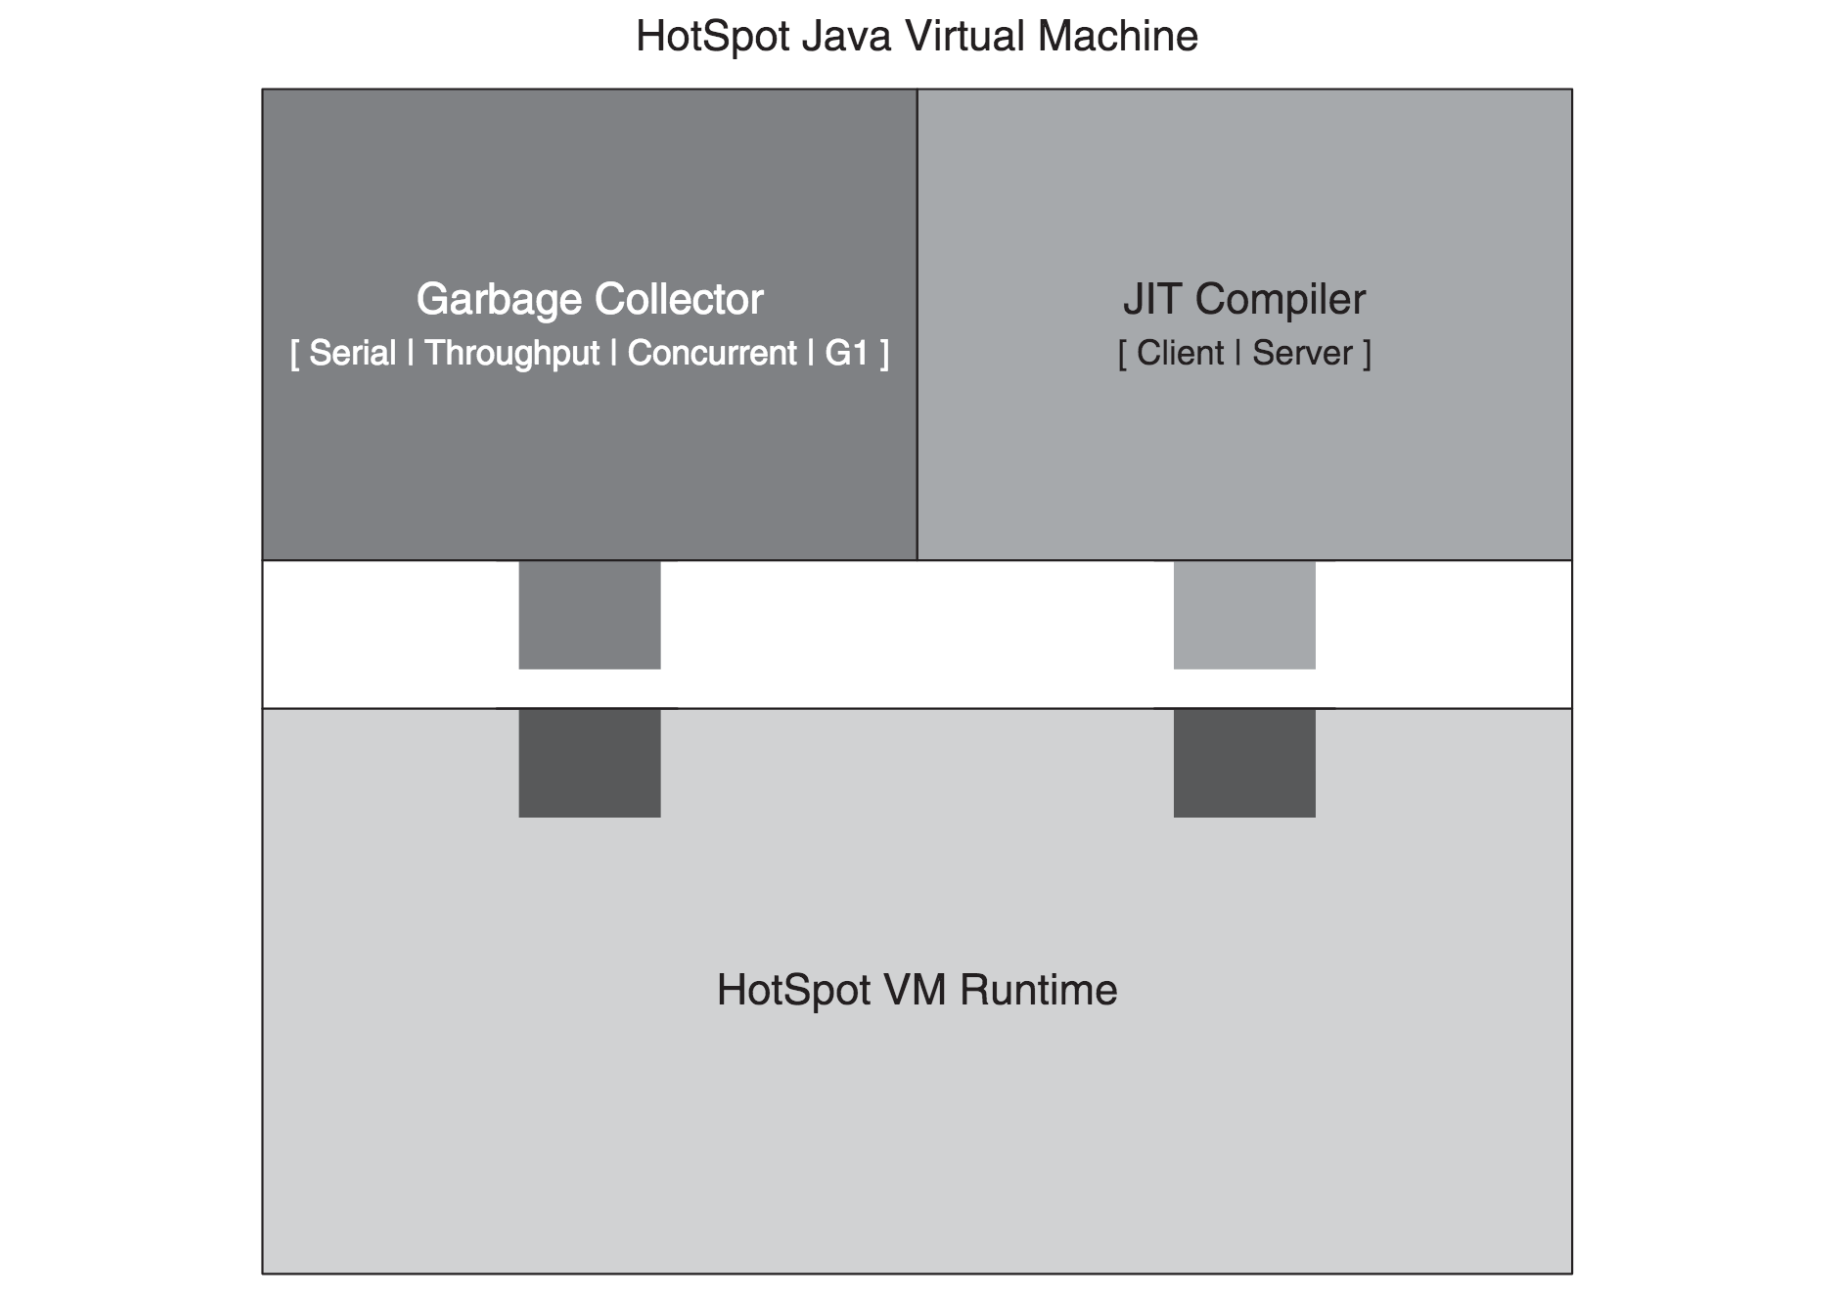 HotSpot Java Virtual Machine
Garbage Collector
[ Serial | Throughput | Concurrent | G1 ]
JIT Compiler
[ Client | Server ]
HotSpot VM Runtime